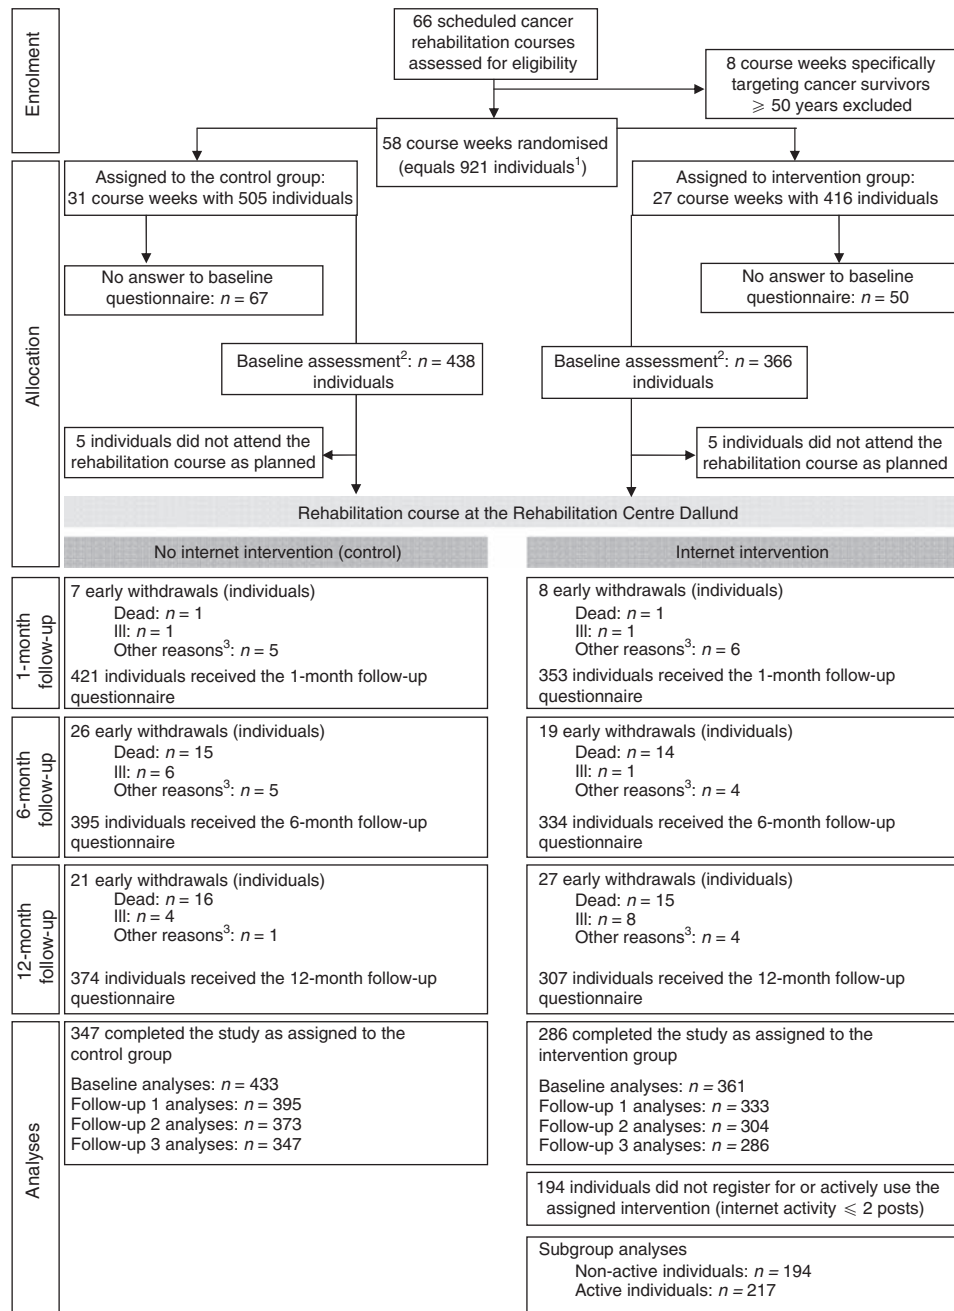 Enrolment
66 scheduled cancer
rehabilitation courses
assessed for eligibility
8 course weeks specifically
targeting cancer survivors
⩾ 50 years excluded
58 course weeks randomised
(equals 921 individuals¹)
Allocation
Assigned to the control group:
31 course weeks with 505 individuals
Assigned to intervention group:
27 course weeks with 416 individuals
No answer to baseline
questionnaire: n = 67
No answer to baseline
questionnaire: n = 50
Baseline assessment²: n = 438
individuals
Baseline assessment²: n = 366
individuals
5 individuals did not attend the
rehabilitation course as planned
5 individuals did not attend the
rehabilitation course as planned
Rehabilitation course at the Rehabilitation Centre Dallund
No internet intervention (control)
Internet intervention
1-month
follow-up
7 early withdrawals (individuals)
Dead: n = 1
Ill: n = 1
Other reasons³: n = 5
421 individuals received the 1-month follow-up
questionnaire
8 early withdrawals (individuals)
Dead: n = 1
Ill: n = 1
Other reasons³: n = 6
353 individuals received the 1-month follow-up
questionnaire
6-month
follow-up
26 early withdrawals (individuals)
Dead: n = 15
Ill: n = 6
Other reasons³: n = 5
395 individuals received the 6-month follow-up
questionnaire
19 early withdrawals (individuals)
Dead: n = 14
Ill: n = 1
Other reasons³: n = 4
334 individuals received the 6-month follow-up
questionnaire
12-month
follow-up
21 early withdrawals (individuals)
Dead: n = 16
Ill: n = 4
Other reasons³: n = 1
374 individuals received the 12-month follow-up
questionnaire
27 early withdrawals (individuals)
Dead: n = 15
Ill: n = 8
Other reasons³: n = 4
307 individuals received the 12-month follow-up
questionnaire
Analyses
347 completed the study as assigned to the
control group
Baseline analyses: n = 433
Follow-up 1 analyses: n = 395
Follow-up 2 analyses: n = 373
Follow-up 3 analyses: n = 347
286 completed the study as assigned to the
intervention group
Baseline analyses: n = 361
Follow-up 1 analyses: n = 333
Follow-up 2 analyses: n = 304
Follow-up 3 analyses: n = 286
194 individuals did not register for or actively use the
assigned intervention (internet activity ⩽ 2 posts)
Subgroup analyses
Non-active individuals: n = 194
Active individuals: n = 217